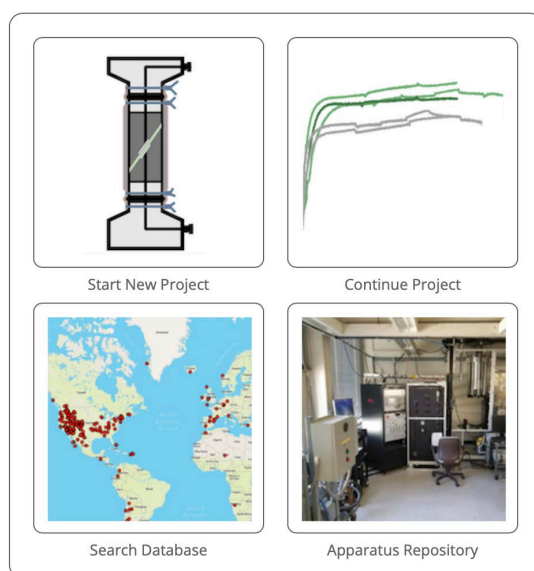 Start New Project
Continue Project
Search Database
Apparatus Repository